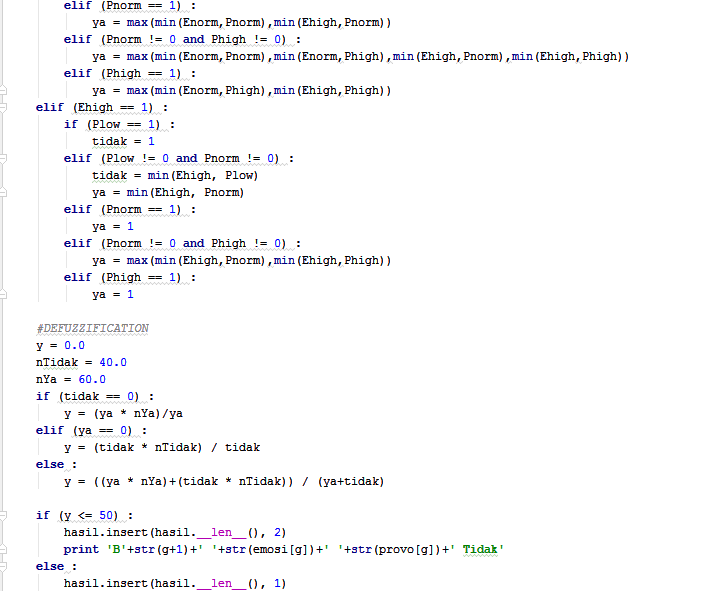 elif (Pnorm == 1) :
ya = max(min(Enorm,Pnorm),min(Ehigh,Pnorm))
elif (Pnorm != 0 and Phigh != 0) :
ya = max(min(Enorm,Pnorm),min(Enorm,Phigh),min(Ehigh,Pnorm),min(Ehigh,Phigh))
elif (Phigh == 1) :
ya = max(min(Enorm,Phigh),min(Ehigh,Phigh))
elif (Ehigh == 1) :
if (Plow == 1) :
tidak = 1
elif (Plow != 0 and Pnorm != 0) :
tidak = min(Ehigh, Plow)
ya = min(Ehigh, Pnorm)
elif (Pnorm == 1) :
ya = 1
elif (Pnorm != 0 and Phigh != 0) :
ya = max(min(Ehigh,Pnorm),min(Ehigh,Phigh))
elif (Phigh == 1) :
ya = 1
#DEFUZZIFICATION
y = 0.0
nTidak = 40.0
nYa = 60.0
if (tidak == 0) :
y = (ya * nYa)/ya
elif (ya == 0) :
y = (tidak * nTidak) / tidak
else :
y = ((ya * nYa)+(tidak * nTidak)) / (ya+tidak)
if (y <= 50) :
hasil.insert(hasil.__len__(), 2)
print 'B'+str(g+1)+' '+str(emosi[g])+' '+str(provo[g])+' Tidak'
else :
hasil.insert(hasil.__len__(), 1)